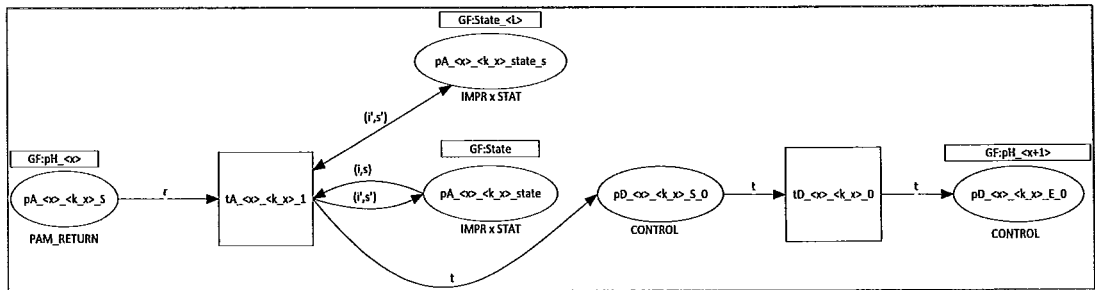 GF:State_<L>
pA_<x>_<k_x>_state_s
IMPR x STAT
(i',s')
GF:pH_<x>
pA_<x>_<k_x>_S
PAM_RETURN
r
tA_<x>_<k_x>_1
(i,s)
(i',s')
GF:State
pA_<x>_<k_x>_state
IMPR x STAT
t
pD_<x>_<k_x>_S_0
CONTROL
t
tD_<x>_<k_x>_0
t
GF:pH_<x+1>
pD_<x>_<k_x>_E_0
CONTROL